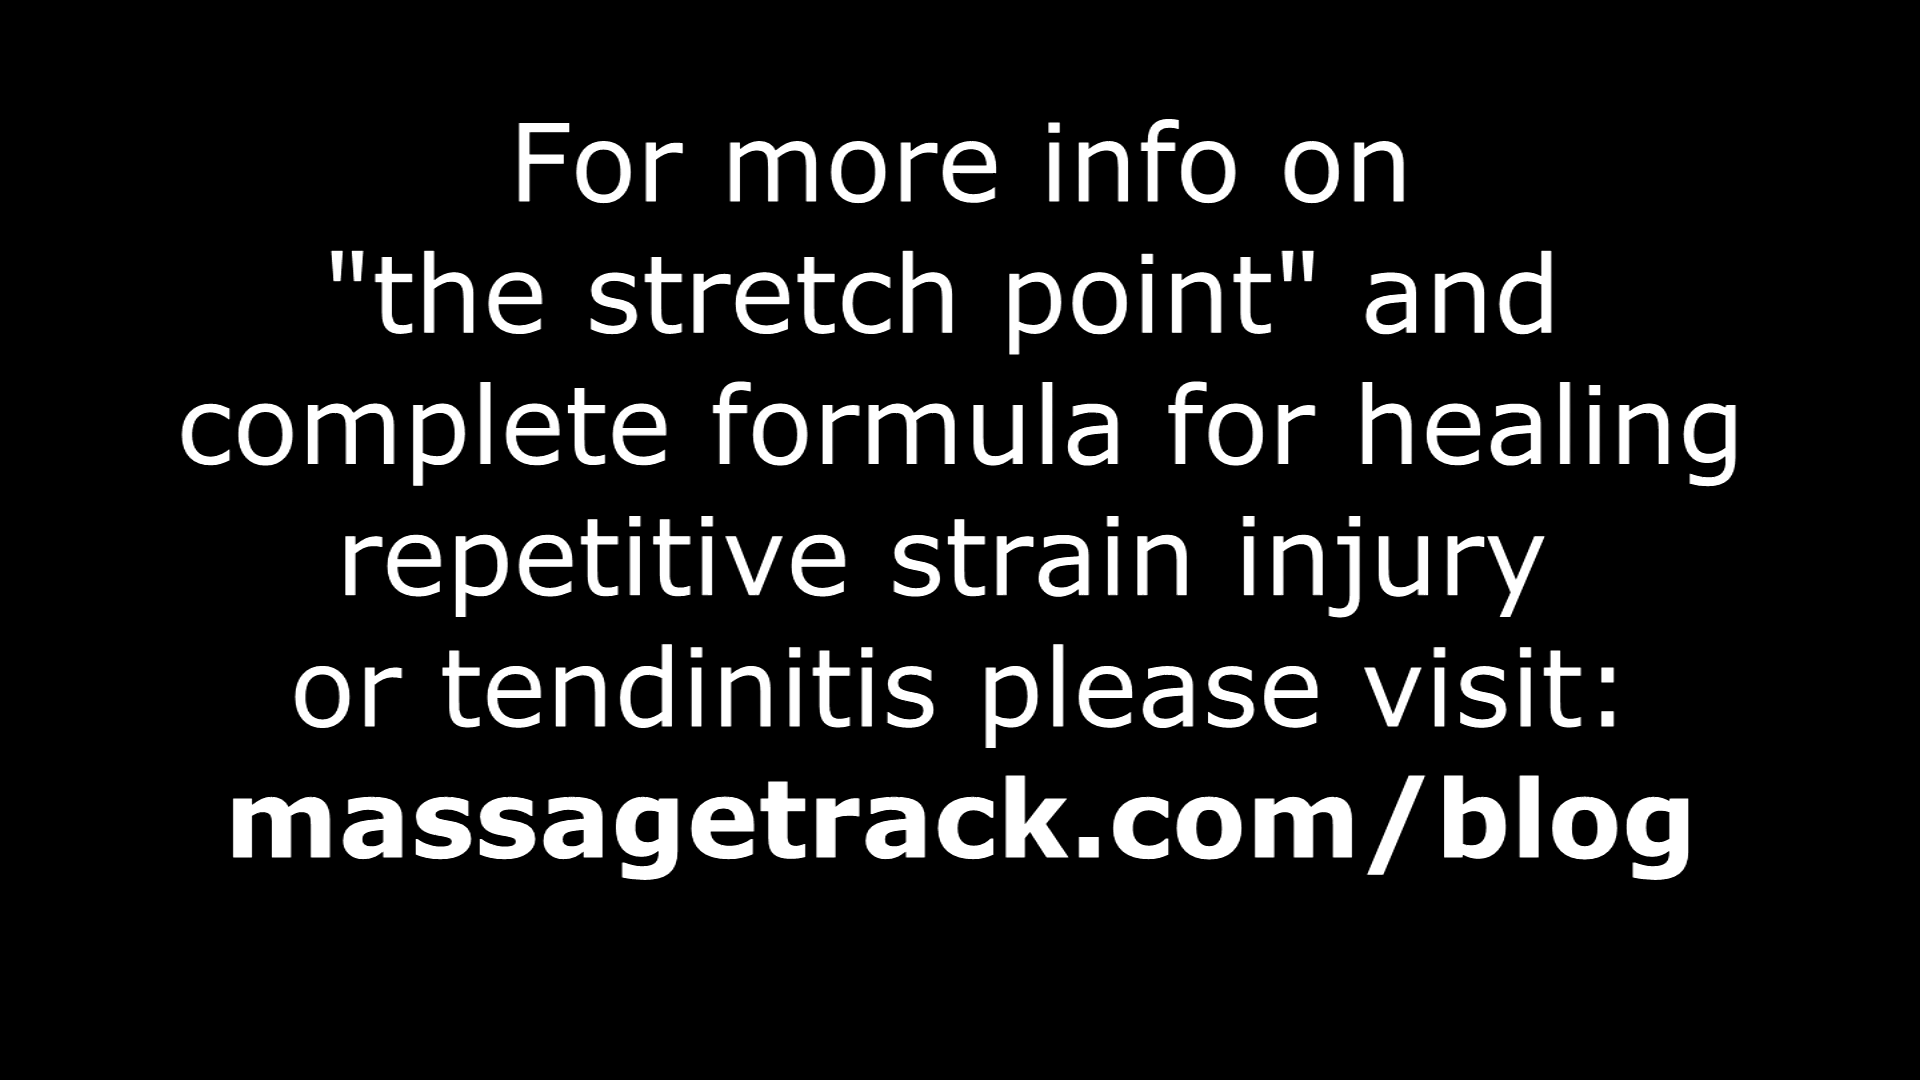 For more info on
"the stretch point" and
complete formula for healing
repetitive strain injury
or tendinitis please visit:
massagetrack.com/blog